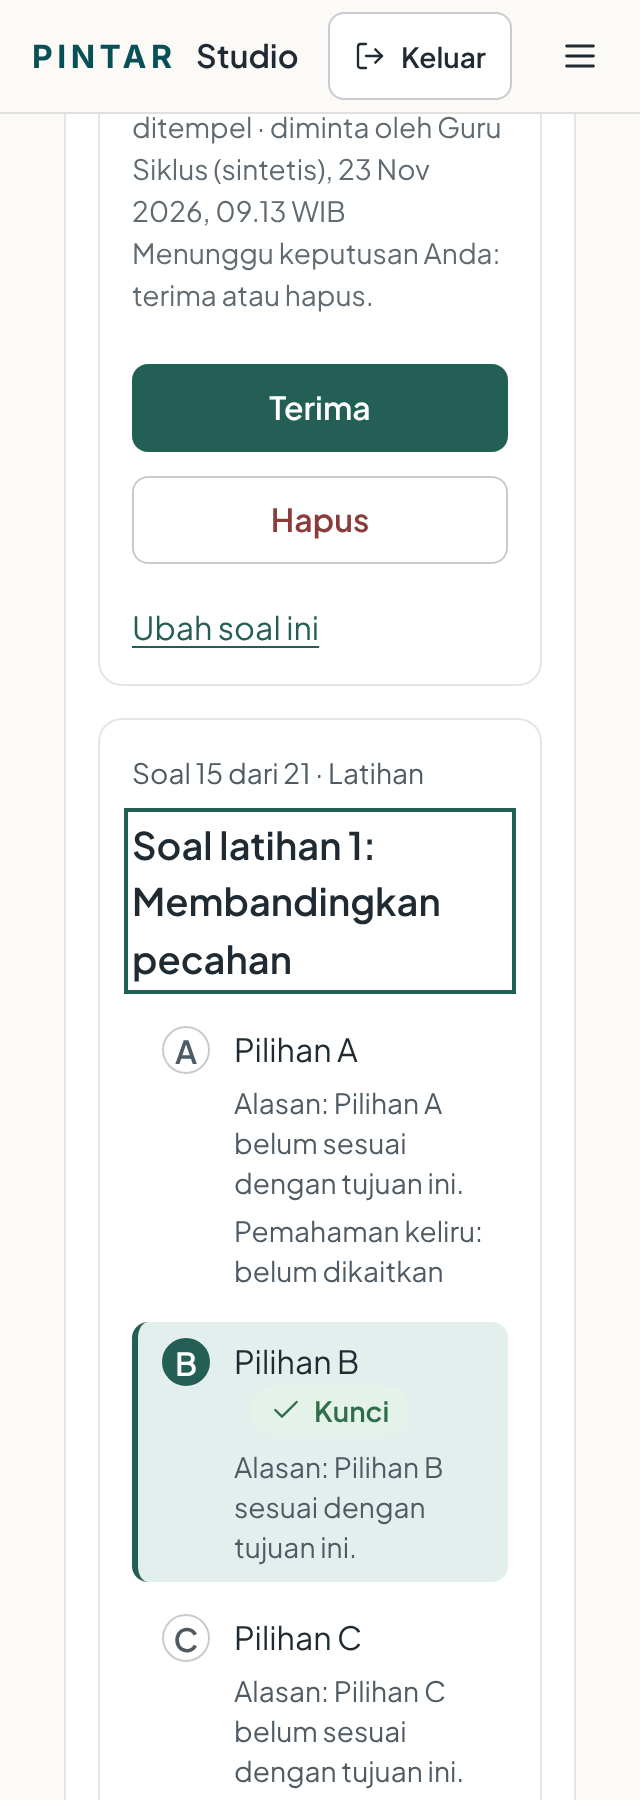 PINTAR Studio Keluar
ditempel · diminta oleh Guru
Siklus (sintetis), 23 Nov
2026, 09.13 WIB
Menunggu keputusan Anda:
terima atau hapus.
Terima
Hapus
Ubah soal ini
Soal 15 dari 21 · Latihan
Soal latihan 1:
Membandingkan
pecahan
A Pilihan A
Alasan: Pilihan A
belum sesuai
dengan tujuan ini.
Pemahaman keliru:
belum dikaitkan
B Pilihan B
✓ Kunci
Alasan: Pilihan B
sesuai dengan
tujuan ini.
C Pilihan C
Alasan: Pilihan C
belum sesuai
dengan tujuan ini.